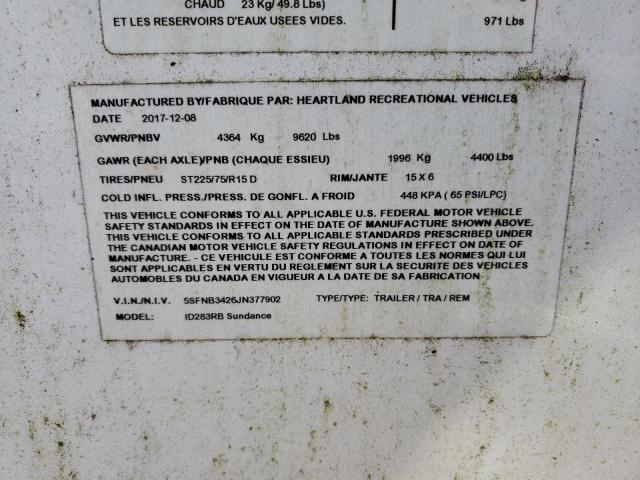 CHAUD 23 Kg/ 49.8 Lbs)
ET LES RESERVOIRS D'EAUX USEES VIDES. 971 Lbs
MANUFACTURED BY/FABRIQUE PAR: HEARTLAND RECREATIONAL VEHICLES
DATE 2017-12-08
GVWR/PNBV 4364 Kg 9620 Lbs
GAWR (EACH AXLE)/PNB (CHAQUE ESSIEU) 1996 Kg 4400 Lbs
TIRES/PNEU ST225/75/R15 D RIM/JANTE 15 X 6
COLD INFL. PRESS./PRESS. DE GONFL. A FROID 448 KPA ( 65 PSI/LPC)
THIS VEHICLE CONFORMS TO ALL APPLICABLE U.S. FEDERAL MOTOR VEHICLE
SAFETY STANDARDS IN EFFECT ON THE DATE OF MANUFACTURE SHOWN ABOVE.
THIS VEHICLE CONFORMS TO ALL APPLICABLE STANDARDS PRESCRIBED UNDER
THE CANADIAN MOTOR VEHICLE SAFETY REGULATIONS IN EFFECT ON DATE OF
MANUFACTURE. - CE VEHICULE EST CONFORME A TOUTES LES NORMES QUI LUI
SONT APPLICABLES EN VERTU DU REGLEMENT SUR LA SECURITE DES VEHICULES
AUTOMOBILES DU CANADA EN VIGUEUR A LA DATE DE SA FABRICATION
V.I.N./N.I.V. 5SFNB3426JN377902 TYPE/TYPE: TRAILER / TRA / REM
MODEL: ID283RB Sundance